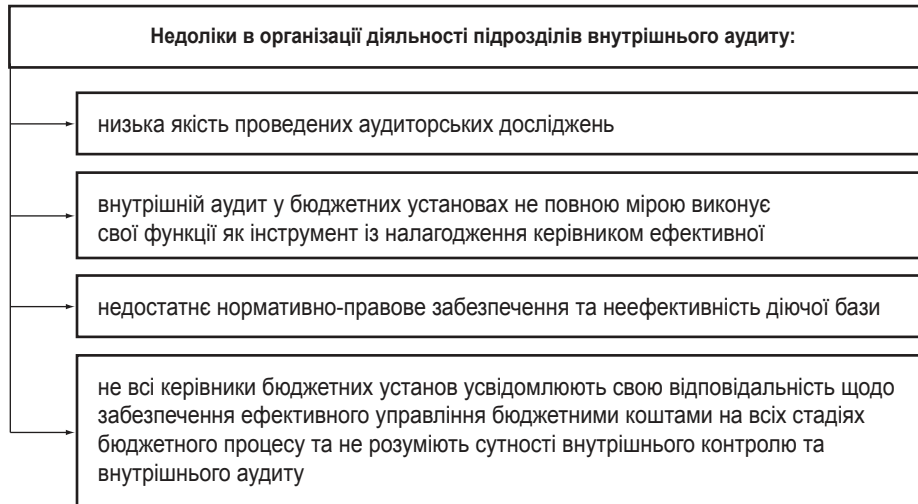 Недоліки в організації діяльності підрозділів внутрішнього аудиту:
низька якість проведених аудиторських досліджень
внутрішній аудит у бюджетних установах не повною мірою виконує
свої функції як інструмент із налагодження керівником ефективної
недостатнє нормативно-правове забезпечення та неефективність діючої бази
не всі керівники бюджетних установ усвідомлюють свою відповідальність щодо
забезпечення ефективного управління бюджетними коштами на всіх стадіях
бюджетного процесу та не розуміють сутності внутрішнього контролю та
внутрішнього аудиту